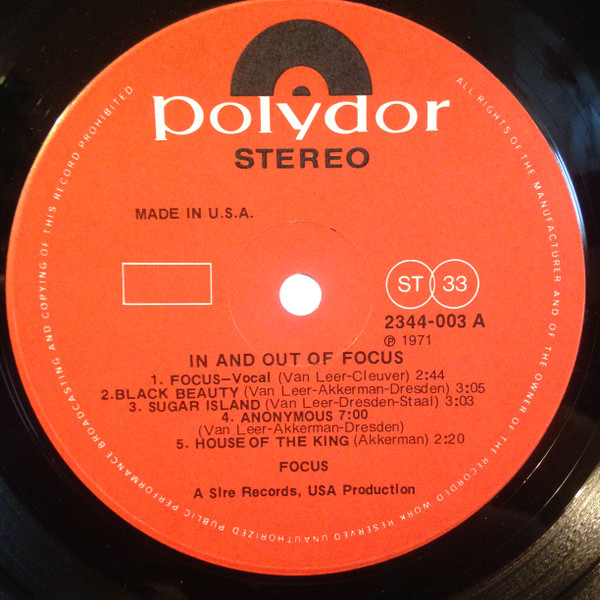 polydor
STEREO
MADE IN U.S.A.
ST 33
2344-003 A
℗ 1971
IN AND OUT OF FOCUS
1. FOCUS–Vocal (Van Leer-Cleuver) 2:44
2.BLACK BEAUTY (Van Leer-Akkerman-Dresden) 3:05
3. SUGAR ISLAND (Van Leer-Dresden-Staal) 3:03
4. ANONYMOUS 7:00
(Van Leer-Akkerman-Dresden)
5. HOUSE OF THE KING (Akkerman) 2:20
FOCUS
A SIre Records, USA Production
ALL RIGHTS OF THE MANUFACTURER AND OF THE OWNER OF THE RECORDED WORK RESERVED UNAUTHORIZED PUBLIC PERFORMANCE BROADCASTING AND COPYING OF THIS RECORD PROHIBITED